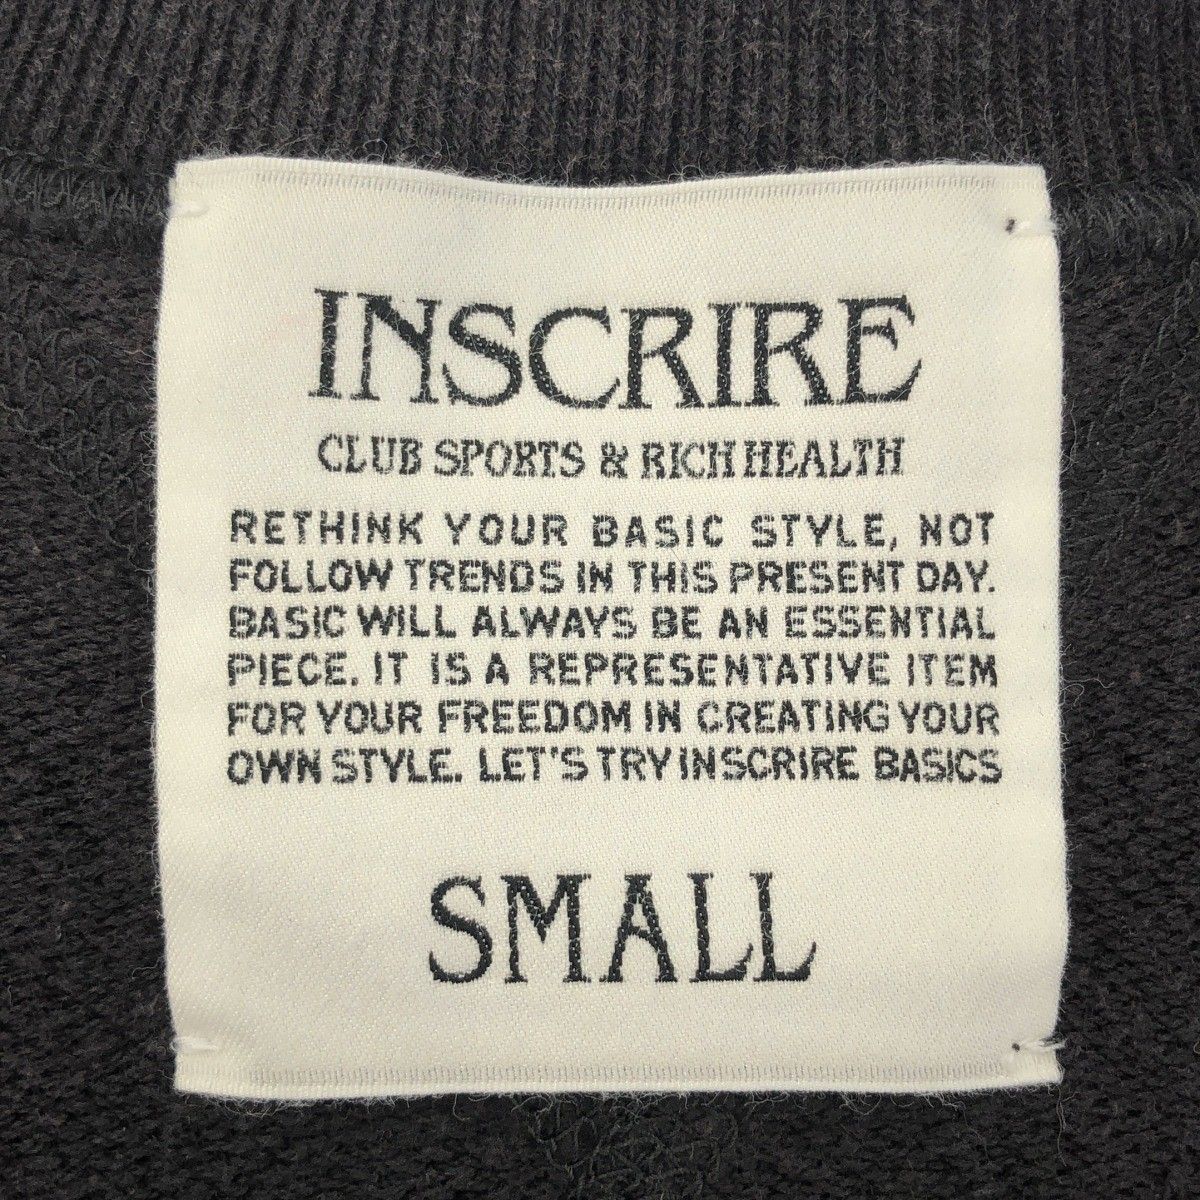 INSCRIRE
CLUB SPORTS & RICH HEALTH
RETHINK YOUR BASIC STYLE, NOT
FOLLOW TRENDS IN THIS PRESENT DAY.
BASIC WILL ALWAYS BE AN ESSENTIAL
PIECE. IT IS A REPRESENTATIVE ITEM
FOR YOUR FREEDOM IN CREATING YOUR
OWN STYLE. LET'S TRY INSCRIRE BASICS
SMALL